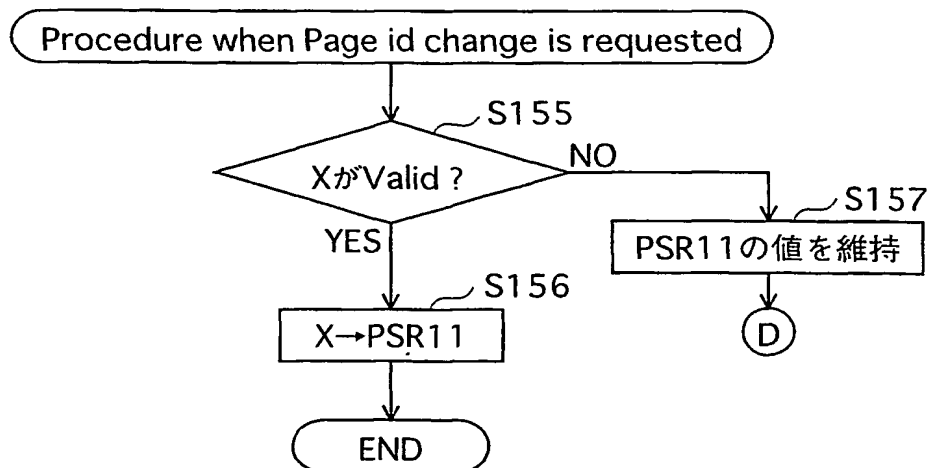 Procedure when Page id change is requested
S155
XがValid?
NO
YES
S157
PSR11の値を維持
S156
X→PSR11
D
END